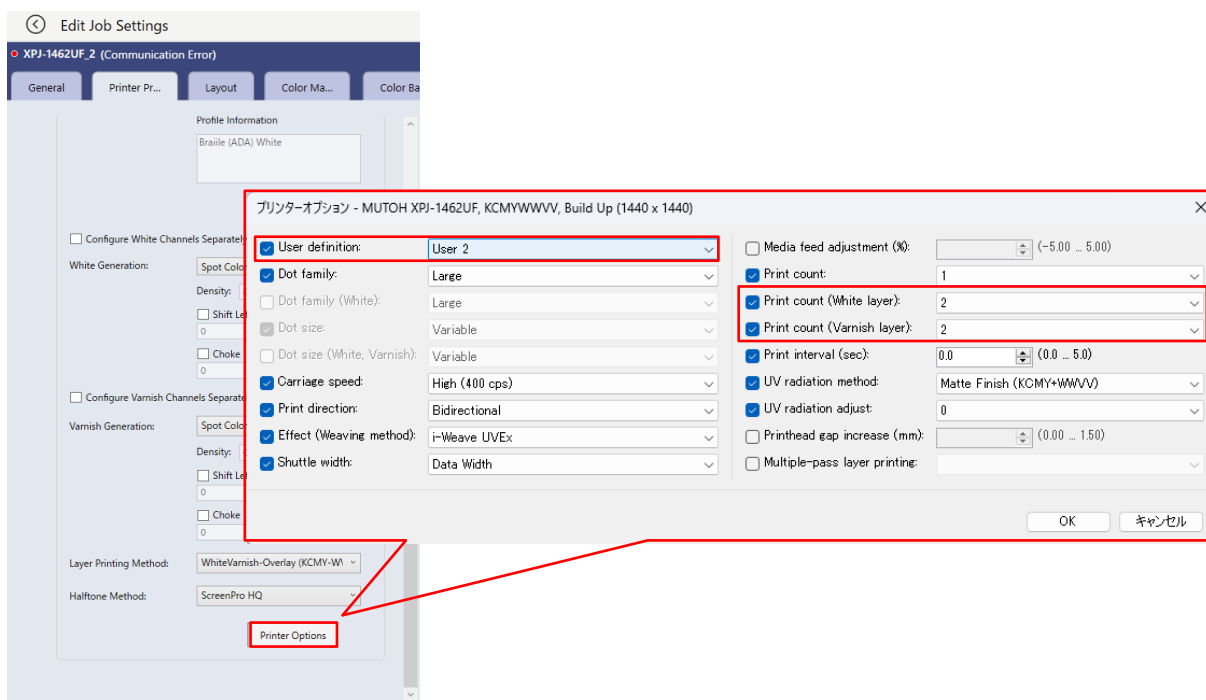 Edit Job Settings
XPJ-1462UF_2 (Communication Error)
General
Printer Pr...
Layout
Color Ma...
Color Ba
Profile Information
Braiile (ADA) White
Configure White Channels Separately
White Generation:
Spot Colo
Density:
Shift Le
0
Choke
0
Configure Varnish Channels Separate
Varnish Generation:
Spot Colo
Density:
Shift Le
0
Choke
0
Layer Printing Method:
WhiteVarnish-Overlay (KCMY-W
Halftone Method:
ScreenPro HQ
Printer Options
プリンターオプション - MUTOH XPJ-1462UF, KCMYWWVV, Build Up (1440 x 1440)
User definition:
User 2
Dot family:
Large
Dot family (White):
Large
Dot size:
Variable
Dot size (White, Varnish):
Variable
Carriage speed:
High (400 cps)
Print direction:
Bidirectional
Effect (Weaving method):
i-Weave UVEx
Shuttle width:
Data Width
Media feed adjustment (%):
(-5.00 ... 5.00)
Print count:
1
Print count (White layer):
2
Print count (Varnish layer):
2
Print interval (sec):
0.0
(0.0 ... 5.0)
UV radiation method:
Matte Finish (KCMY+WWVV)
UV radiation adjust:
0
Printhead gap increase (mm):
(0.00 ... 1.50)
Multiple-pass layer printing:
OK
キャンセル